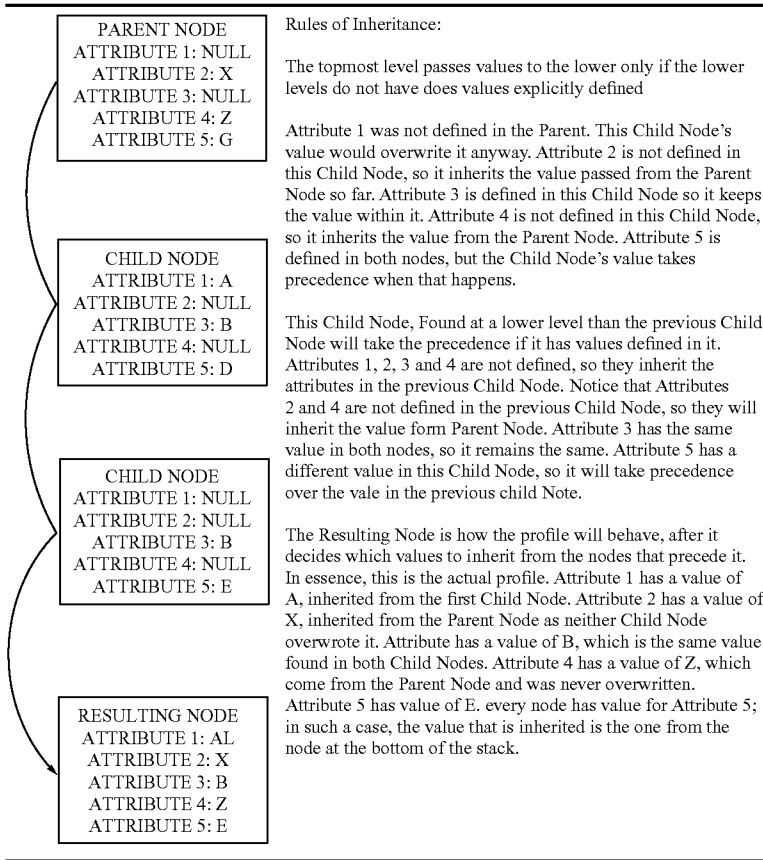 PARENT NODE
ATTRIBUTE 1: NULL
ATTRIBUTE 2: X
ATTRIBUTE 3: NULL
ATTRIBUTE 4: Z
ATTRIBUTE 5: G
CHILD NODE
ATTRIBUTE 1: A
ATTRIBUTE 2: NULL
ATTRIBUTE 3: B
ATTRIBUTE 4: NULL
ATTRIBUTE 5: D
CHILD NODE
ATTRIBUTE 1: NULL
ATTRIBUTE 2: NULL
ATTRIBUTE 3: B
ATTRIBUTE 4: NULL
ATTRIBUTE 5: E
RESULTING NODE
ATTRIBUTE 1: AL
ATTRIBUTE 2: X
ATTRIBUTE 3: B
ATTRIBUTE 4: Z
ATTRIBUTE 5: E
Rules of Inheritance:
The topmost level passes values to the lower only if the lower
levels do not have does values explicitly defined
Attribute 1 was not defined in the Parent. This Child Node's
value would overwrite it anyway. Attribute 2 is not defined in
this Child Node, so it inherits the value passed from the Parent
Node so far. Attribute 3 is defined in this Child Node so it keeps
the value within it. Attribute 4 is not defined in this Child Node,
so it inherits the value from the Parent Node. Attribute 5 is
defined in both nodes, but the Child Node's value takes
precedence when that happens.
This Child Node, Found at a lower level than the previous Child
Node will take the precedence if it has values defined in it.
Attributes 1, 2, 3 and 4 are not defined, so they inherit the
attributes in the previous Child Node. Notice that Attributes
2 and 4 are not defined in the previous Child Node, so they will
inherit the value form Parent Node. Attribute 3 has the same
value in both nodes, so it remains the same. Attribute 5 has a
different value in this Child Node, so it will take precedence
over the vale in the previous child Note.
The Resulting Node is how the profile will behave, after it
decides which values to inherit from the nodes that precede it.
In essence, this is the actual profile. Attribute 1 has a value of
A, inherited from the first Child Node. Attribute 2 has a value of
X, inherited from the Parent Node as neither Child Node
overwrote it. Attribute has a value of B, which is the same value
found in both Child Nodes. Attribute 4 has a value of Z, which
come from the Parent Node and was never overwritten.
Attribute 5 has value of E. every node has value for Attribute 5;
in such a case, the value that is inherited is the one from the
node at the bottom of the stack.